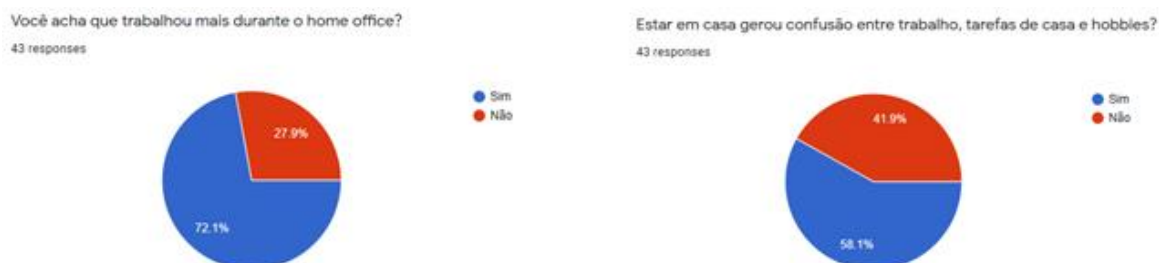 Você acha que trabalhou mais durante o home office?
43 responses
Sim
Não
27.9%
72.1%
Estar em casa gerou confusão entre trabalho, tarefas de casa e hobbies?
43 responses
Sim
Não
41.9%
58.1%